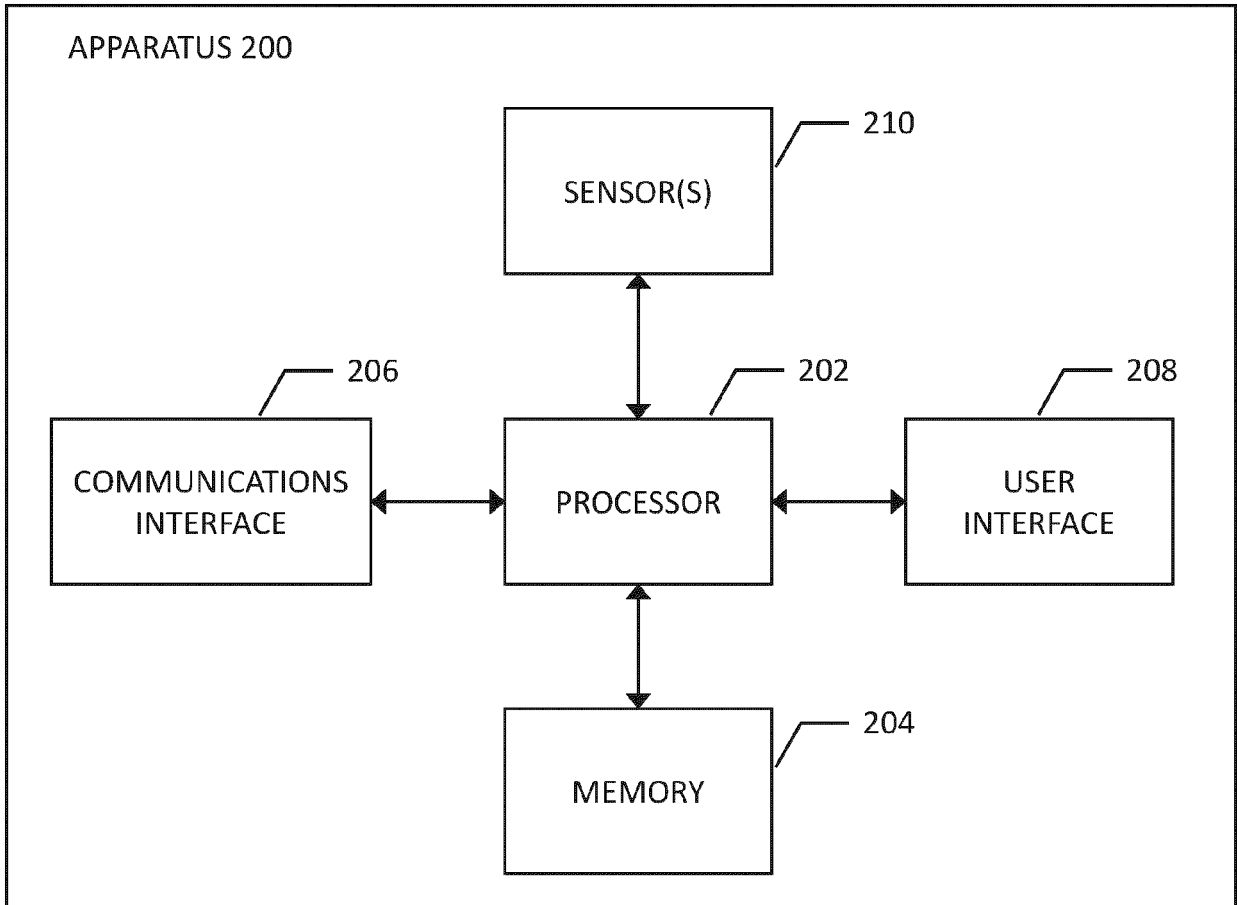 APPARATUS 200
210
SENSOR(S)
206
202
208
COMMUNICATIONS
INTERFACE
PROCESSOR
USER
INTERFACE
204
MEMORY